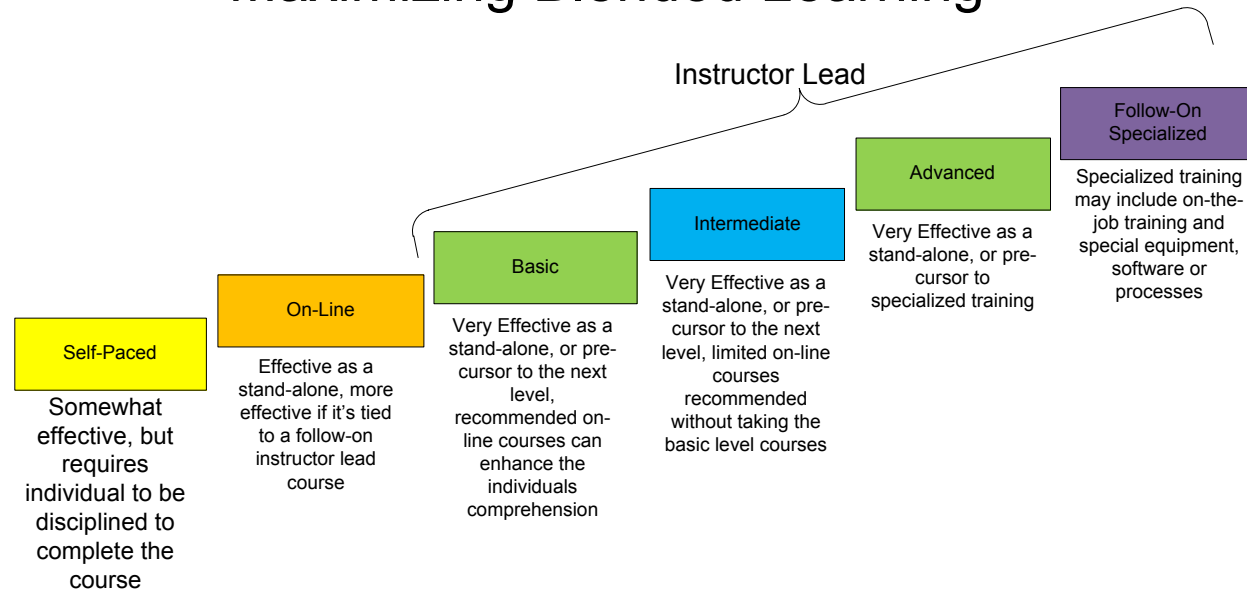 Maximizing Blended Learning
Instructor Lead
Follow-On
Specialized
Specialized training
may include on-the-
job training and
special equipment,
software or
processes
Advanced
Very Effective as a
stand-alone, or pre-
cursor to
specialized training
Intermediate
Very Effective as a
stand-alone, or pre-
cursor to the next
level, limited on-line
courses
recommended
without taking the
basic level courses
Basic
Very Effective as a
stand-alone, or pre-
cursor to the next
level,
recommended on-
line courses can
enhance the
individuals
comprehension
On-Line
Effective as a
stand-alone, more
effective if it’s tied
to a follow-on
instructor lead
course
Self-Paced
Somewhat
effective, but
requires
individual to be
disciplined to
complete the
course